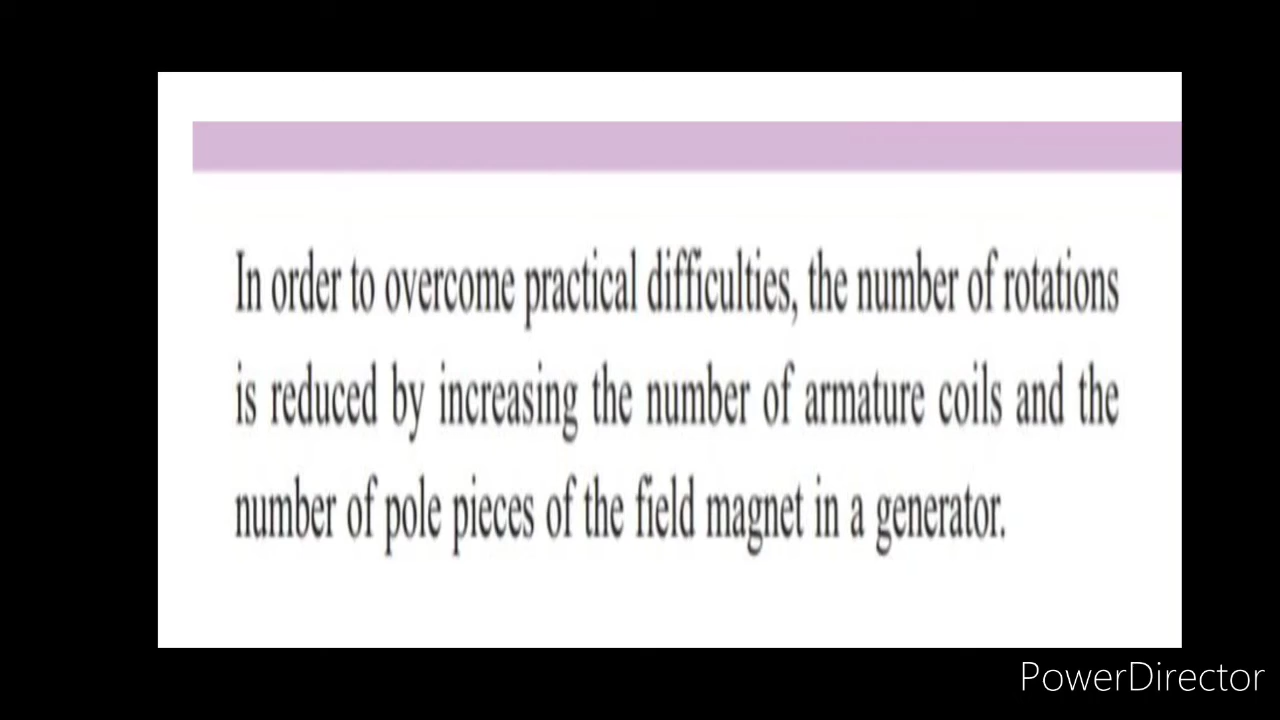 In order to overcome practical difficulties, the number of rotations
is reduced by increasing the number of armature coils and the
number of pole pieces of the field magnet in a generator.
PowerDirector